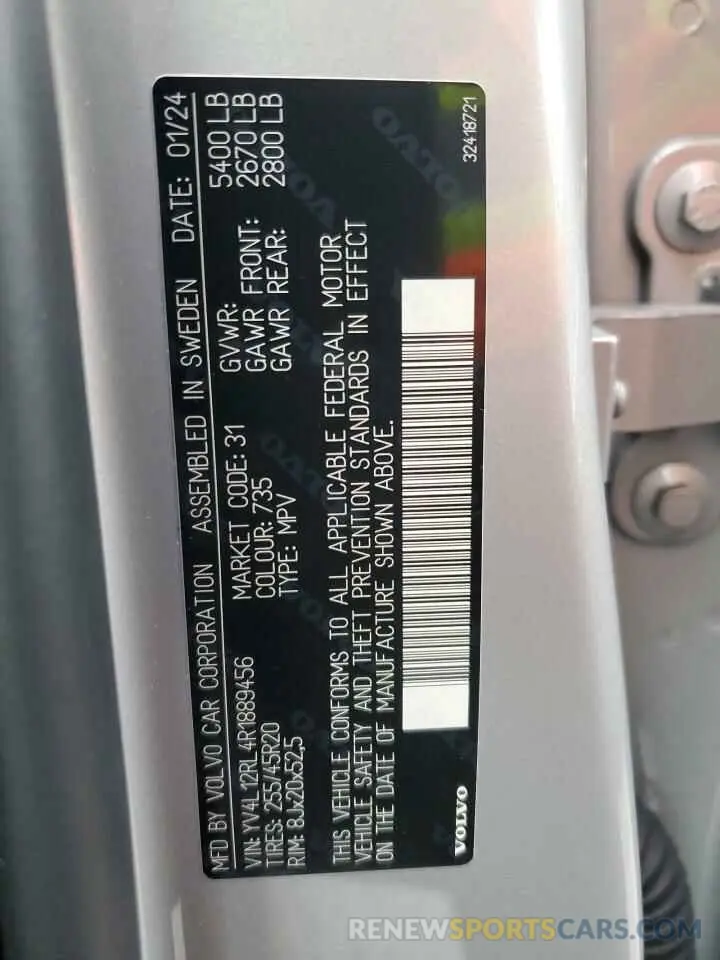 MFD BY VOLVO CAR CORPORATION ASSEMBLED IN SWEDEN DATE: 01/24
VIN: YV4L12RL4R1889456 MARKET CODE: 31 GVWR: 5400 LB
TIRES: 255/45R20 COLOUR: 735 GAWR FRONT: 2670 LB
RIM: 8Jx20x52,5 TYPE: MPV GAWR REAR: 2800 LB
THIS VEHICLE CONFORMS TO ALL APPLICABLE FEDERAL MOTOR
VEHICLE SAFETY AND THEFT PREVENTION STANDARDS IN EFFECT
ON THE DATE OF MANUFACTURE SHOWN ABOVE.
VOLVO 32418721
RENEWSPORTSCARS.COM